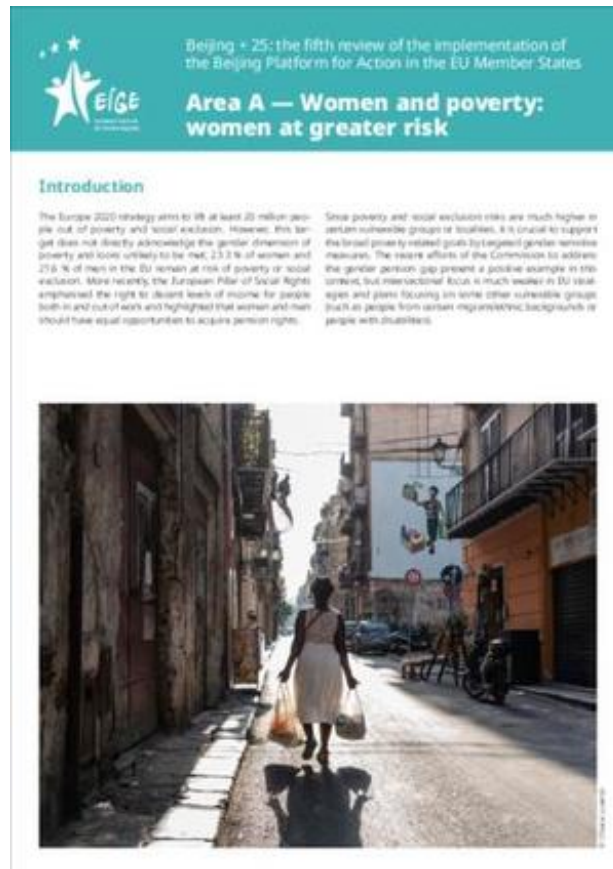 Beijing + 25: the fifth review of the implementation of
the Beijing Platform for Action in the EU Member States
EIGE
Area A — Women and poverty:
women at greater risk
Introduction
The Europe 2020 strategy aims to lift at least 20 million peo-
ple out of poverty and social exclusion. However, this tar-
get does not directly acknowledge the gender dimension of
poverty and looks unlikely to be met; 23.3 % of women and
21.6 % of men in the EU remain at risk of poverty or social
exclusion. More recently, the European Pillar of Social Rights
emphasised the right to decent levels of income for people
both in and out of work and highlighted that women and men
should have equal opportunities to acquire pension rights.
Since poverty and social exclusion risks are much higher in
certain vulnerable groups or localities, it is crucial to support
the broad poverty-related goals by targeted gender-sensitive
measures. The recent efforts of the Commission to address
the gender pension gap present a positive example in this
context, but intersectional focus is much weaker in EU strat-
egies and plans focusing on some other vulnerable groups
(such as people from certain migrant/ethnic backgrounds or
people with disabilities).